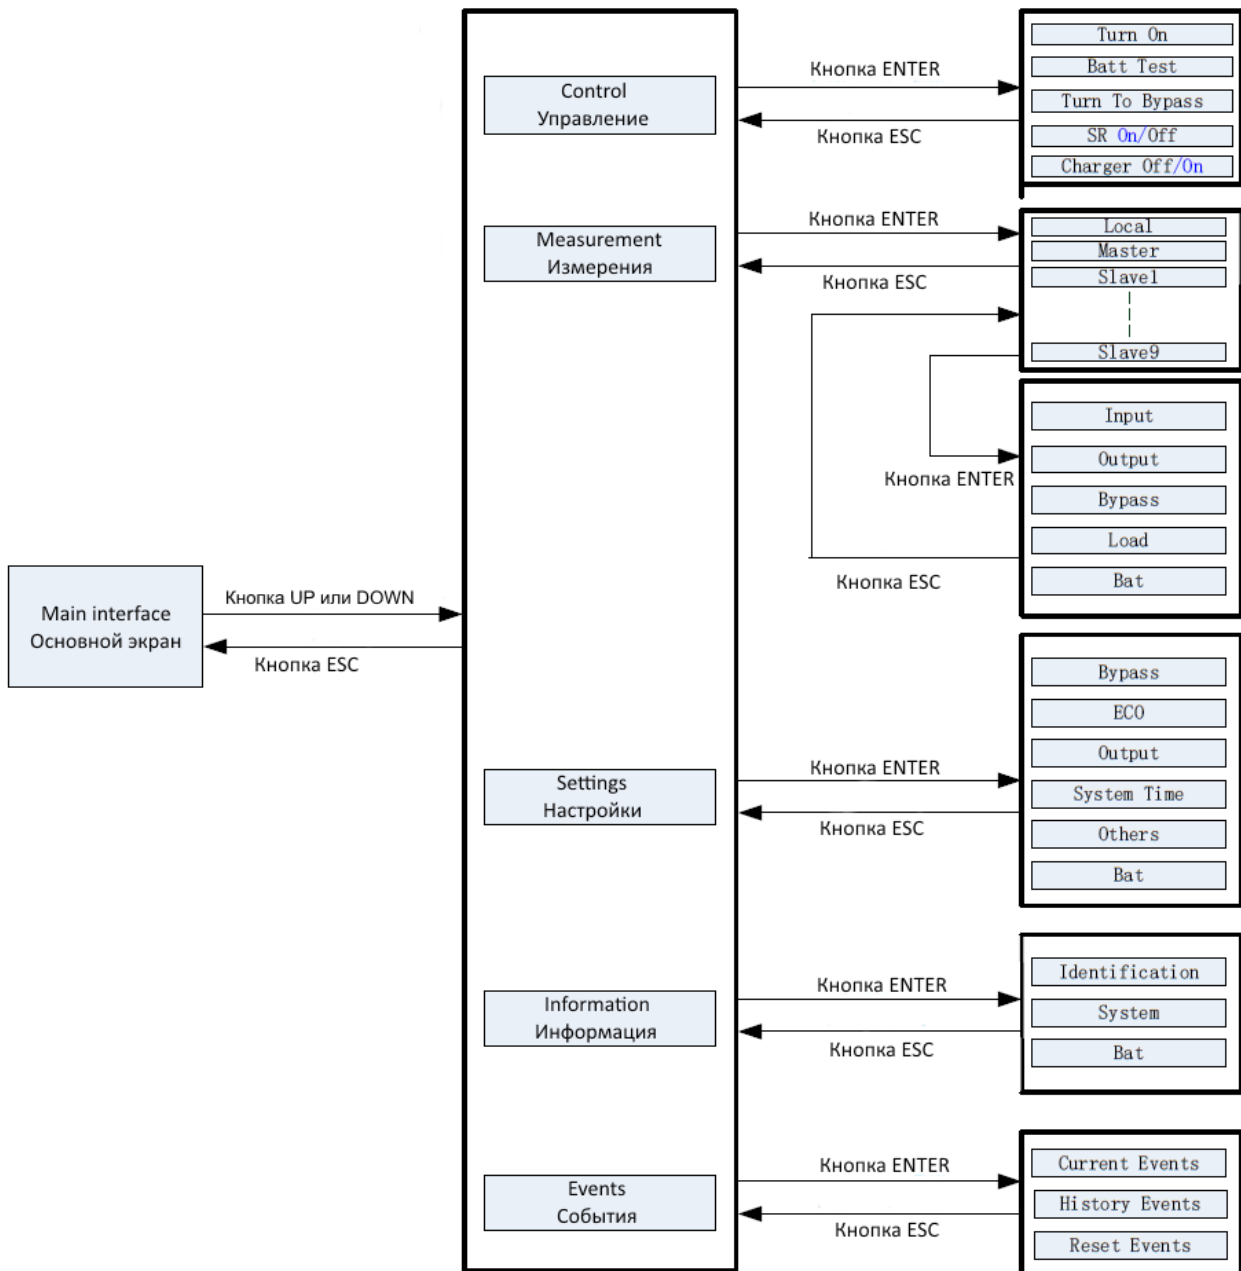 Main interface
Основной экран
Кнопка UP или DOWN
Кнопка ESC
Control
Управление
Кнопка ENTER
Кнопка ESC
Turn On
Batt Test
Turn To Bypass
SR On/Off
Charger Off/On
Measurement
Измерения
Кнопка ENTER
Кнопка ESC
Local
Master
Slave1
Slave9
Кнопка ENTER
Кнопка ESC
Input
Output
Bypass
Load
Bat
Settings
Настройки
Кнопка ENTER
Кнопка ESC
Bypass
ECO
Output
System Time
Others
Bat
Information
Информация
Кнопка ENTER
Кнопка ESC
Identification
System
Bat
Events
События
Кнопка ENTER
Кнопка ESC
Current Events
History Events
Reset Events